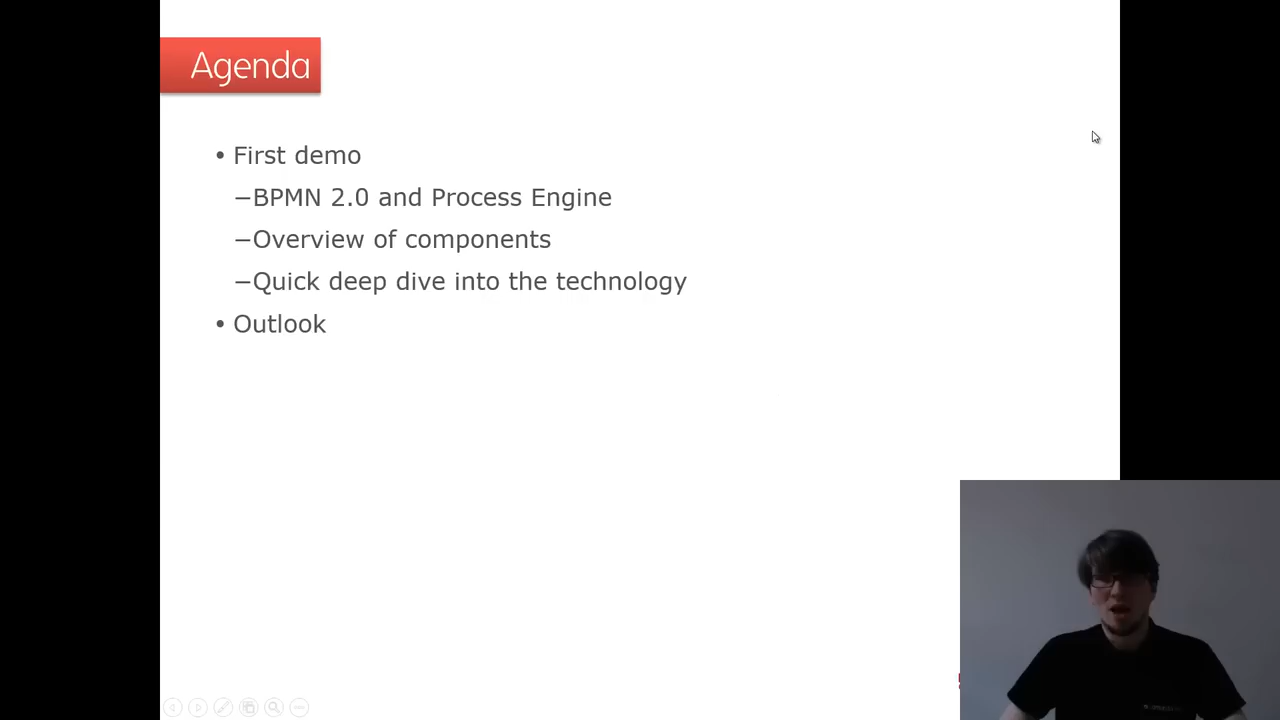 Agenda
• First demo
–BPMN 2.0 and Process Engine
–Overview of components
–Quick deep dive into the technology
• Outlook